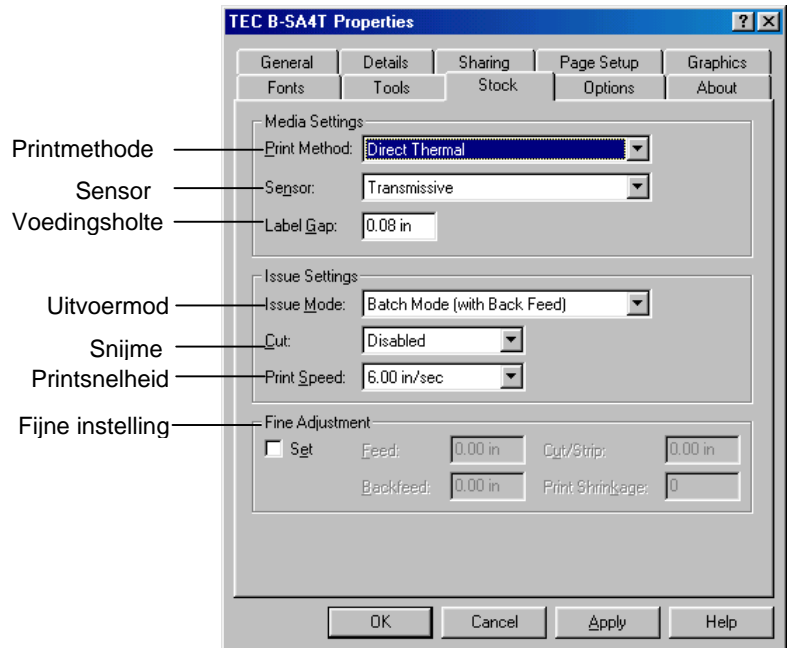 TEC B-SA4T Properties
General Details Sharing Page Setup Graphics
Fonts Tools Stock Options About
Media Settings
Printmethode Print Method: Direct Thermal
Sensor Sensor: Transmissive
Voedingsholte Label Gap: 0.08 in
Issue Settings
Uitvoermod Issue Mode: Batch Mode (with Back Feed)
Snijme Cut: Disabled
Printsnelheid Print Speed: 6.00 in/sec
Fijne instelling Fine Adjustment
Set Feed: 0.00 in Cut/Strip: 0.00 in
Backfeed: 0.00 in Print Shrinkage: 0
OK Cancel Apply Help